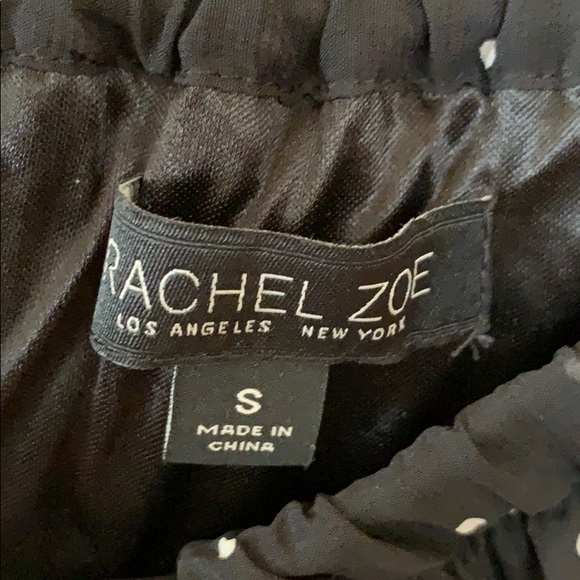 RACHEL ZOE
LOS ANGELES NEW YORK
S
MADE IN
CHINA